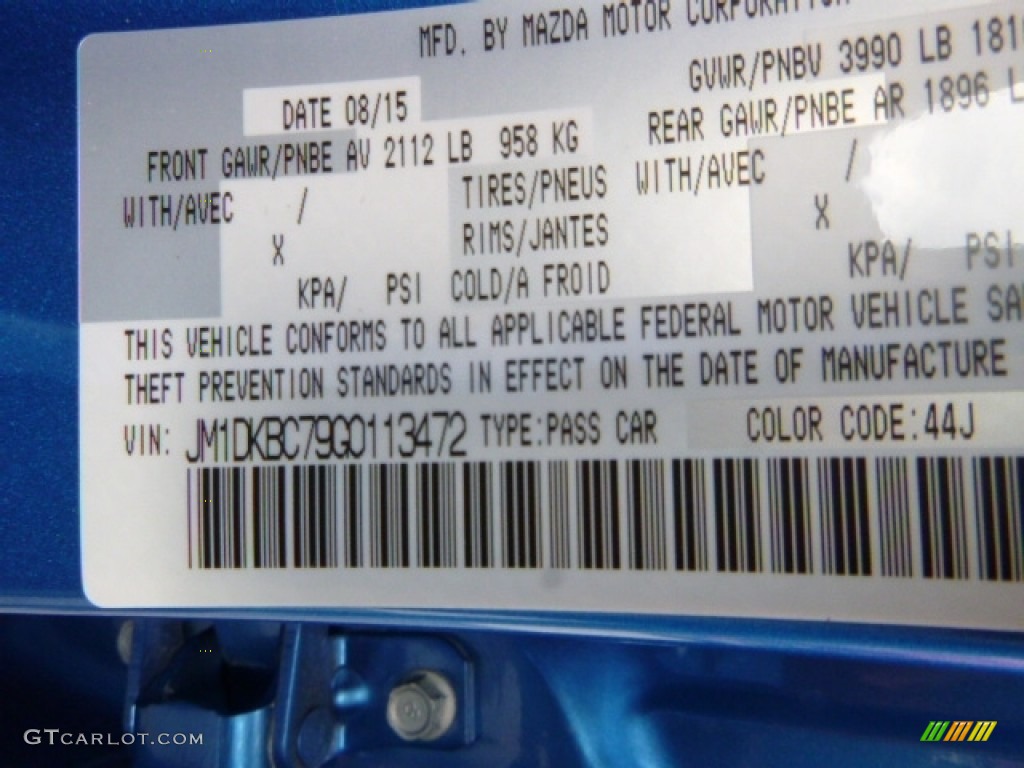 MFD. BY MAZDA MOTOR CORPORATION
GVWR/PNBV 3990 LB 1810
DATE 08/15
FRONT GAWR/PNBE AV 2112 LB 958 KG
REAR GAWR/PNBE AR 1896 L
WITH/AVEC /
TIRES/PNEUS
WITH/AVEC /
X
RIMS/JANTES
X
KPA/ PSI COLD/A FROID
KPA/ PSI
THIS VEHICLE CONFORMS TO ALL APPLICABLE FEDERAL MOTOR VEHICLE SA
THEFT PREVENTION STANDARDS IN EFFECT ON THE DATE OF MANUFACTURE
VIN: JM1DKBC79G0113472 TYPE:PASS CAR COLOR CODE:44J
GTCARLOT.COM